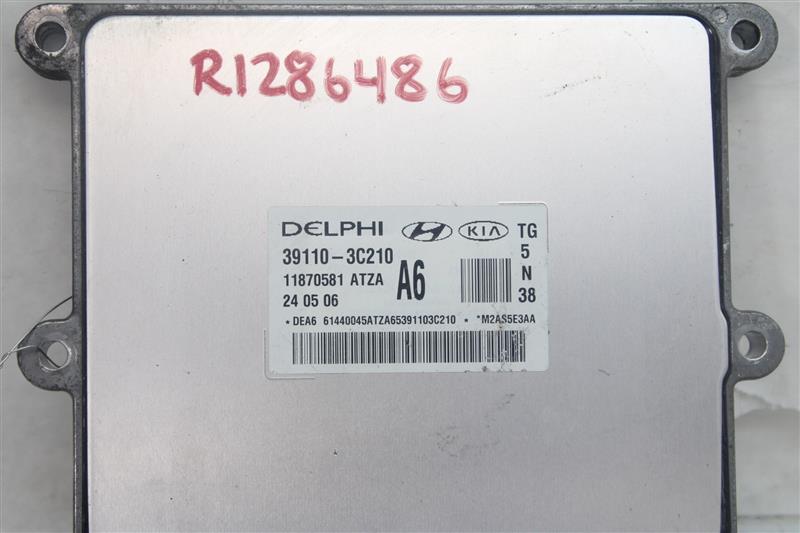 R1286486
DELPHI KIA TG
39110-3C210 5
11870581 ATZA A6 N
24 05 06 38
*DEA6 61440045ATZA65391103C210 * *M2AS5E3AA